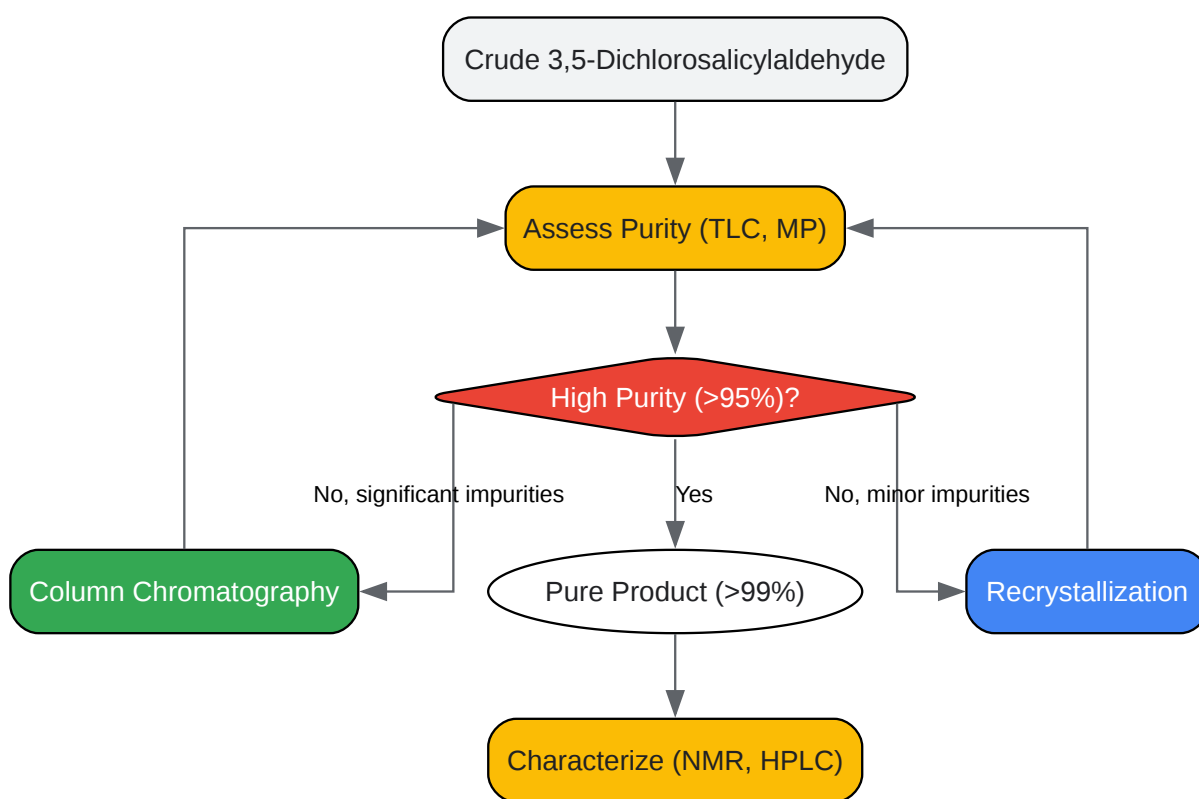 Crude 3,5-Dichlorosalicylaldehyde
Assess Purity (TLC, MP)
High Purity (>95%)?
No, significant impurities
Yes
No, minor impurities
Column Chromatography
Pure Product (>99%)
Recrystallization
Characterize (NMR, HPLC)